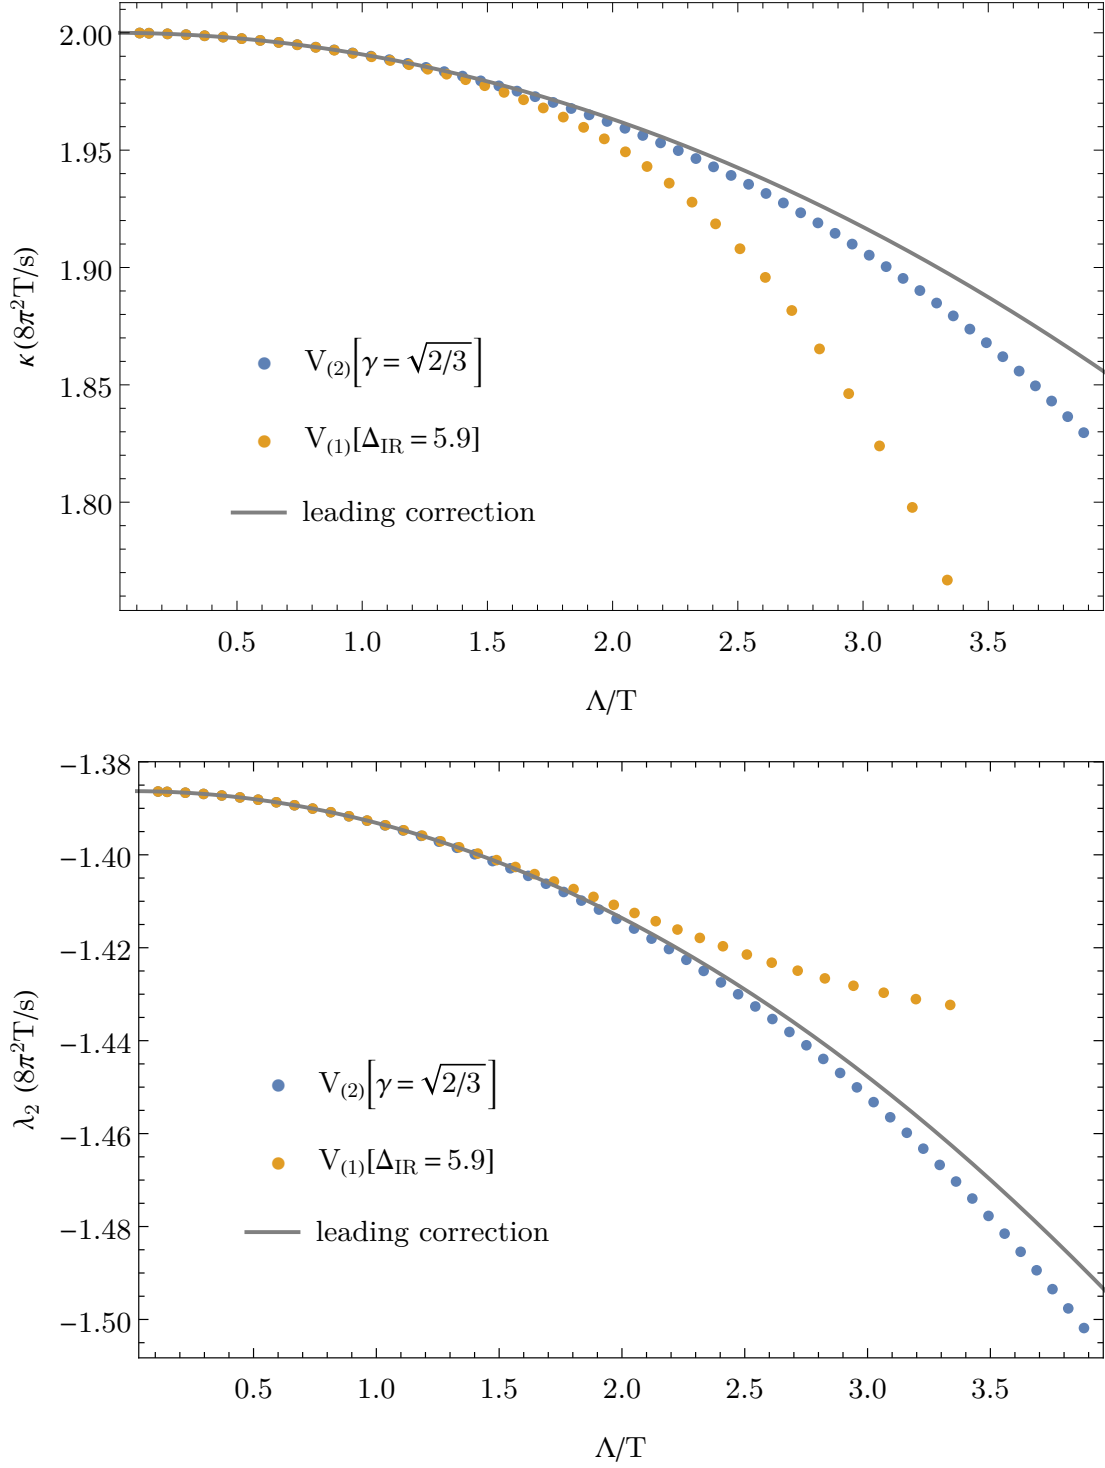 2.00
1.95
1.90
1.85
1.80
κ(8π²T/s)
V(2)[γ = √2/3]
V(1)[ΔIR = 5.9]
leading correction
0.5 1.0 1.5 2.0 2.5 3.0 3.5
Λ/T
−1.38
−1.40
−1.42
−1.44
−1.46
−1.48
−1.50
λ₂ (8π²T/s)
V(2)[γ = √2/3]
V(1)[ΔIR = 5.9]
leading correction
0.5 1.0 1.5 2.0 2.5 3.0 3.5
Λ/T